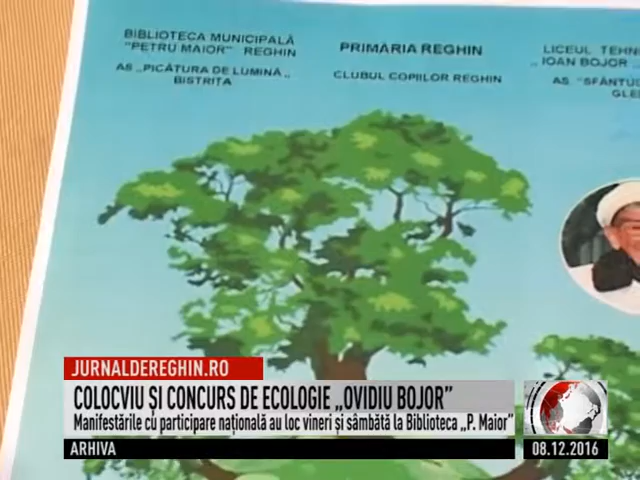 BIBLIOTECA MUNICIPALĂ
"PETRU MAIOR" REGHIN
AS „PICĂTURA DE LUMINĂ„
BISTRIȚA
PRIMĂRIA REGHIN
CLUBUL COPIILOR REGHIN
LICEUL TEHN
„IOAN BOJOR„
AS. "SFÂNTUL
GLE
JURNALDEREGHIN.RO
COLOCVIU ȘI CONCURS DE ECOLOGIE „OVIDIU BOJOR”
Manifestările cu participare națională au loc vineri și sâmbătă la Biblioteca „P. Maior”
ARHIVA
08.12.2016